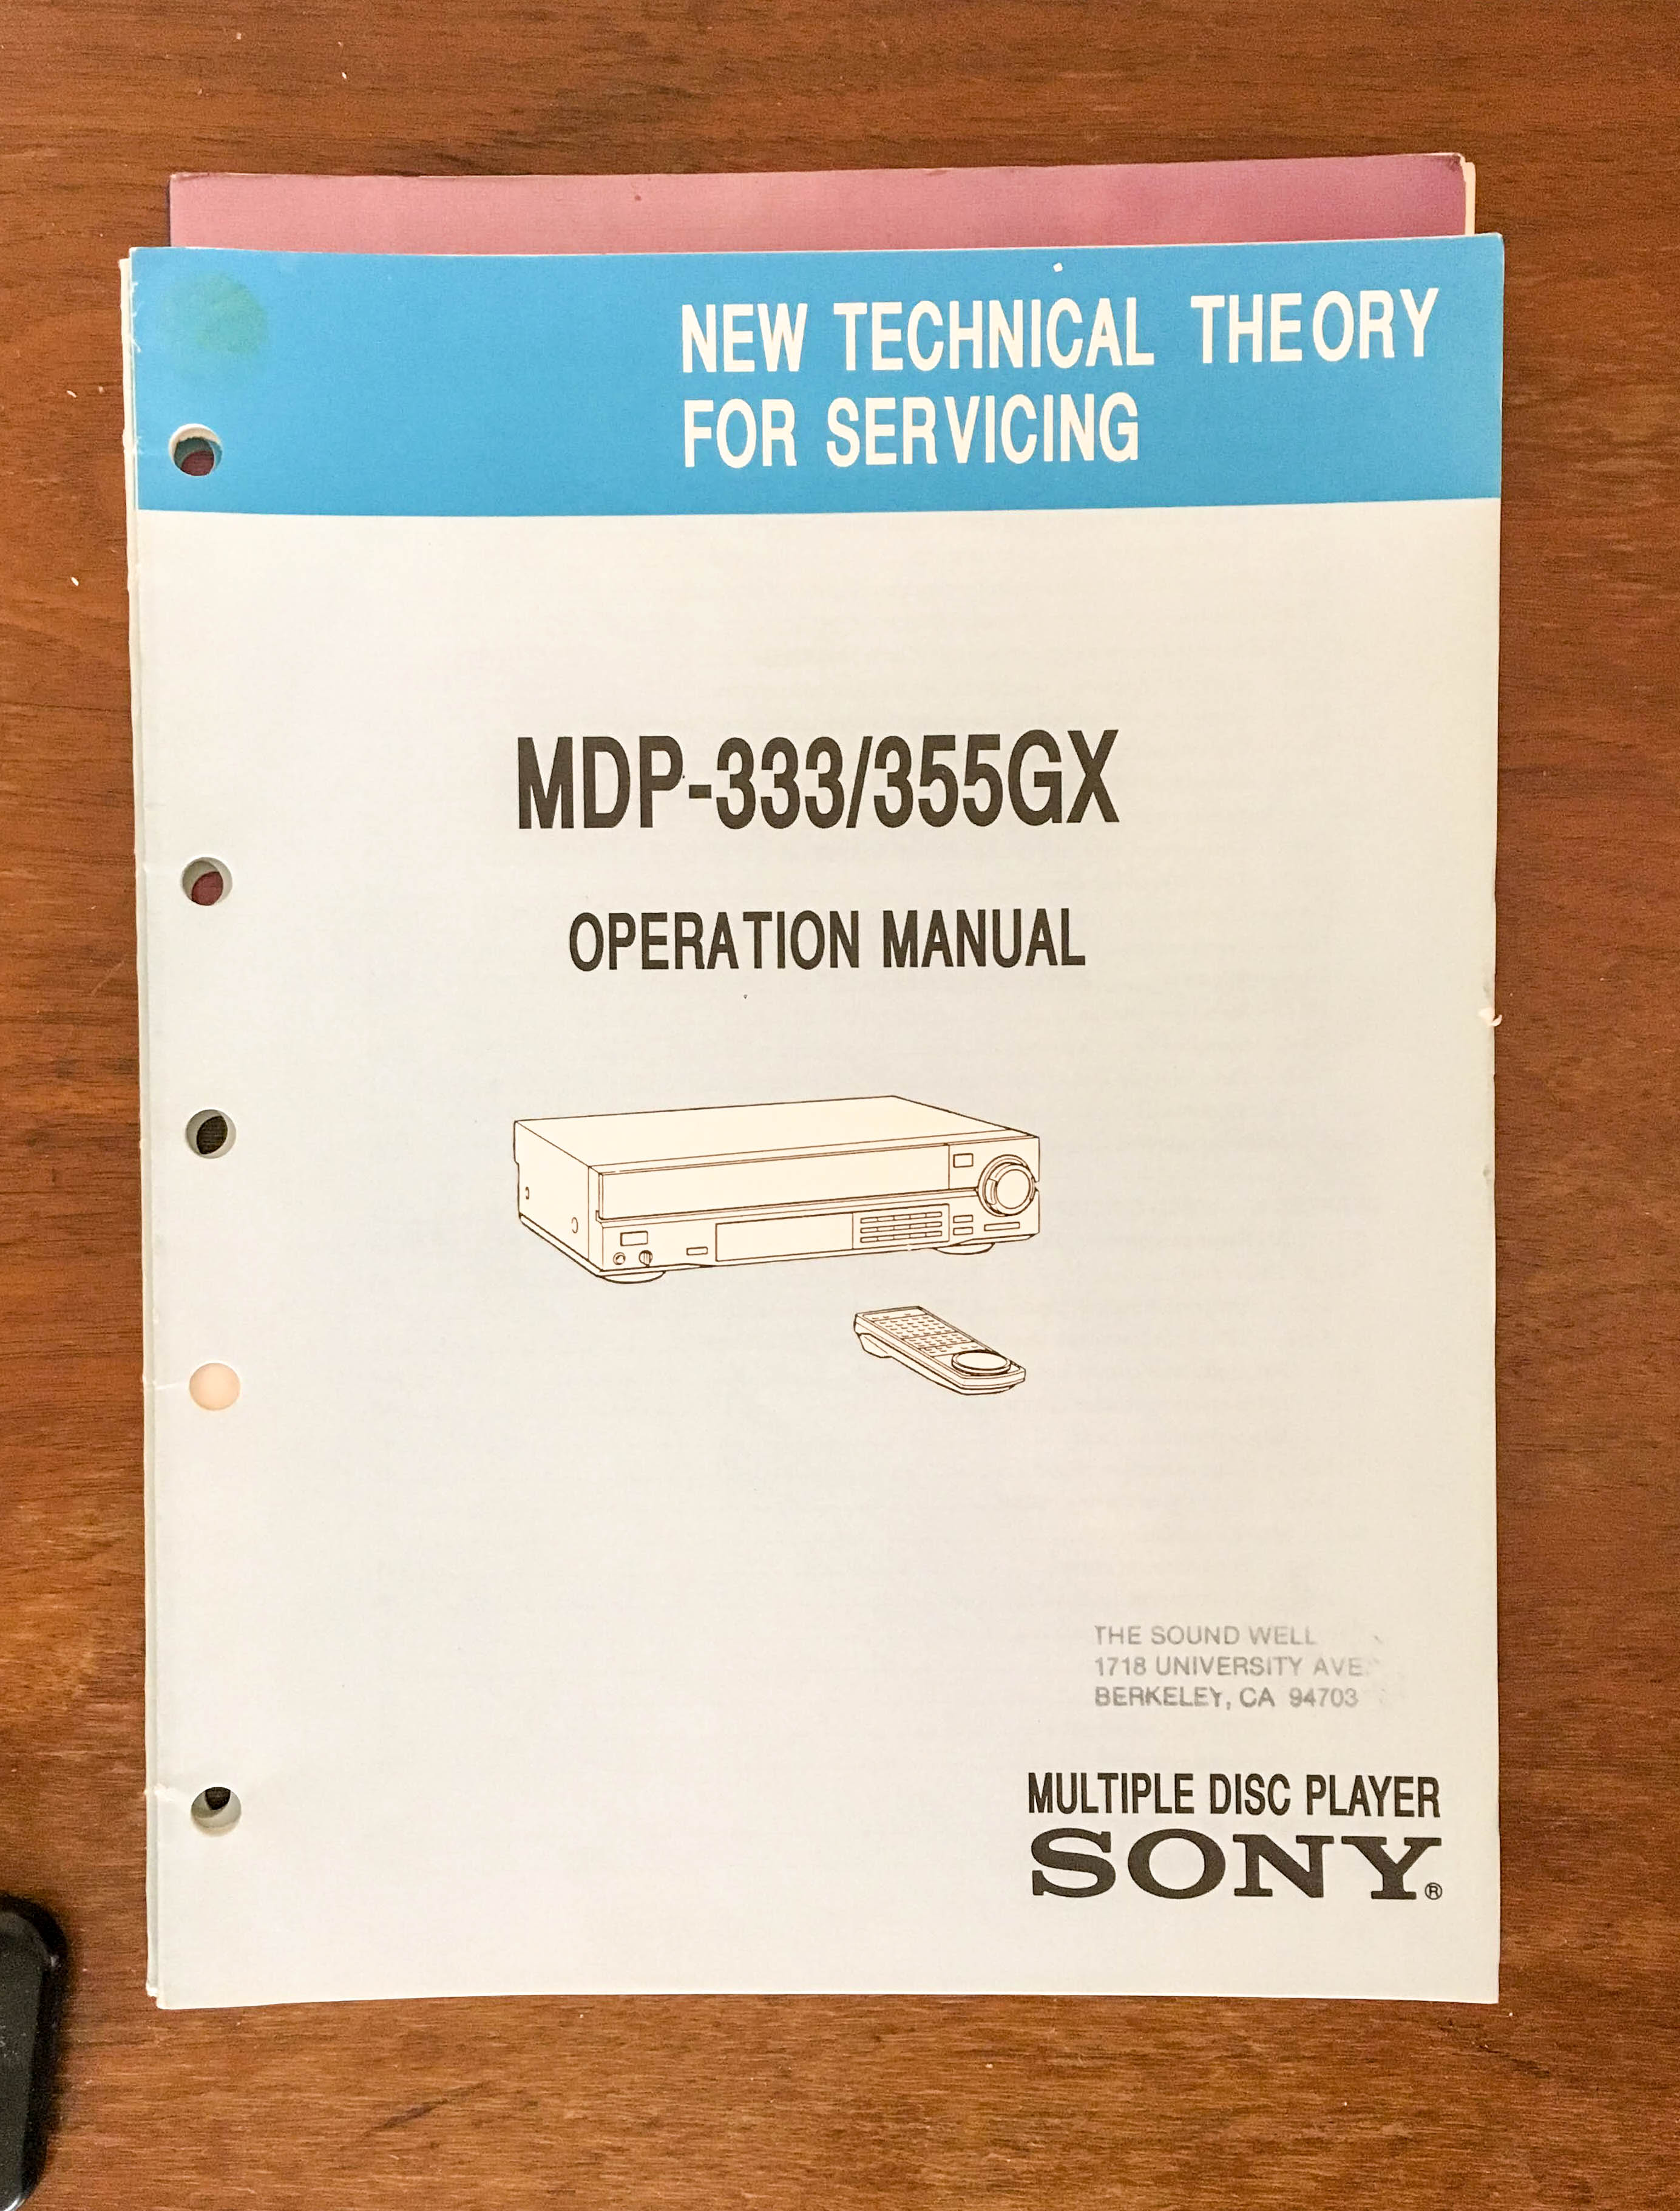 NEW TECHNICAL THEORY
FOR SERVICING
MDP-333/355GX
OPERATION MANUAL
THE SOUND WELL
1718 UNIVERSITY AVE.
BERKELEY, CA 94703
MULTIPLE DISC PLAYER
SONY®